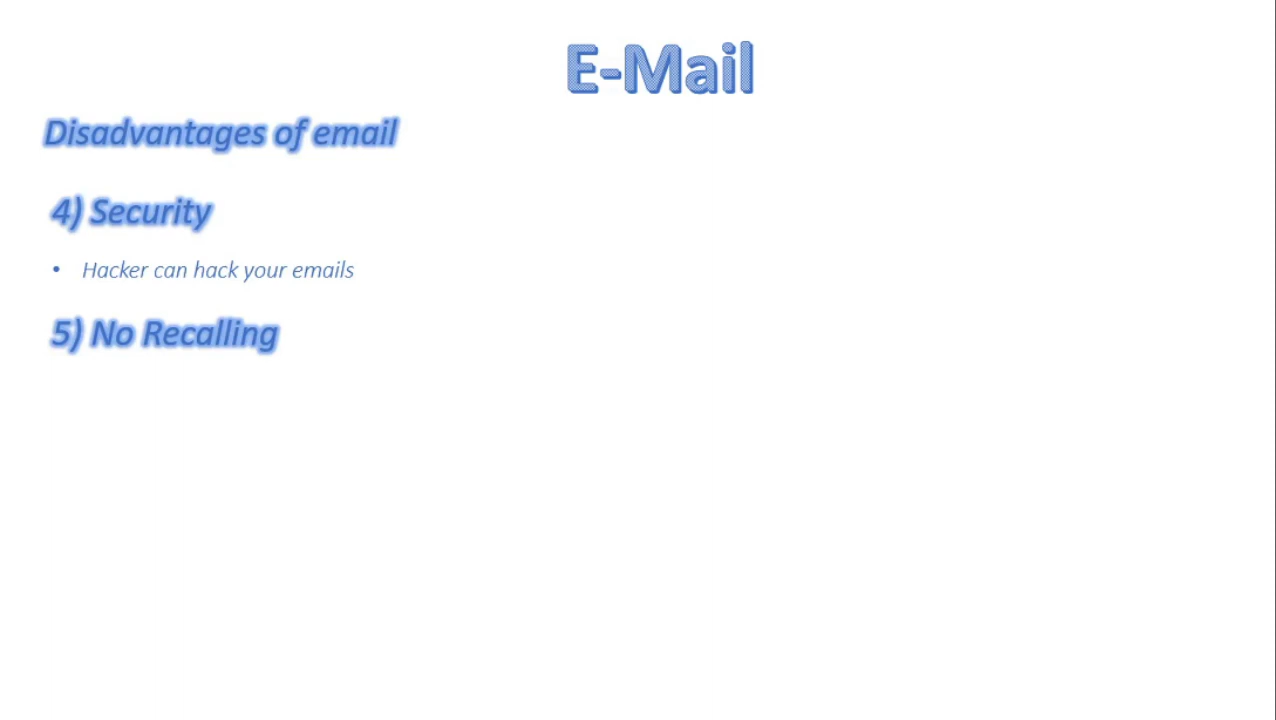 E-Mail
Disadvantages of email
4) Security
• Hacker can hack your emails
5) No Recalling